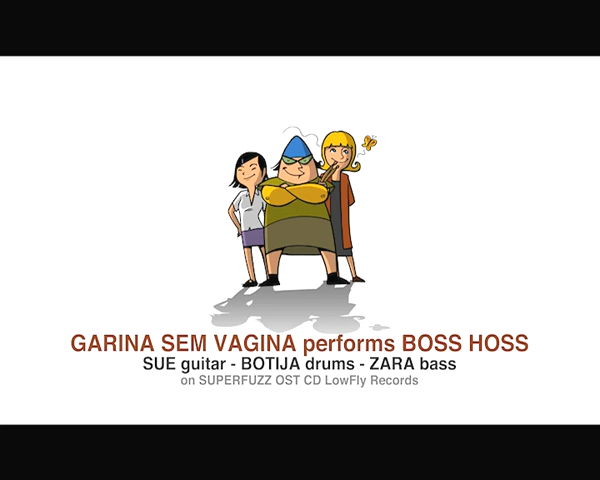 GARINA SEM VAGINA performs BOSS HOSS
SUE guitar - BOTIJA drums - ZARA bass
on SUPERFUZZ OST CD LowFly Records